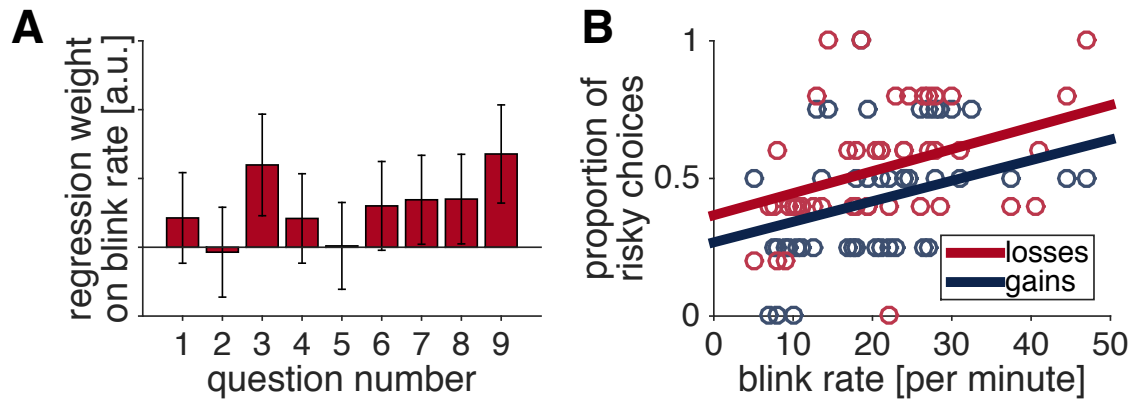 A
regression weight
on blink rate [a.u.]
1 2 3 4 5 6 7 8 9
question number
B
proportion of
risky choices
1
0.5
0
losses
gains
0 10 20 30 40 50
blink rate [per minute]